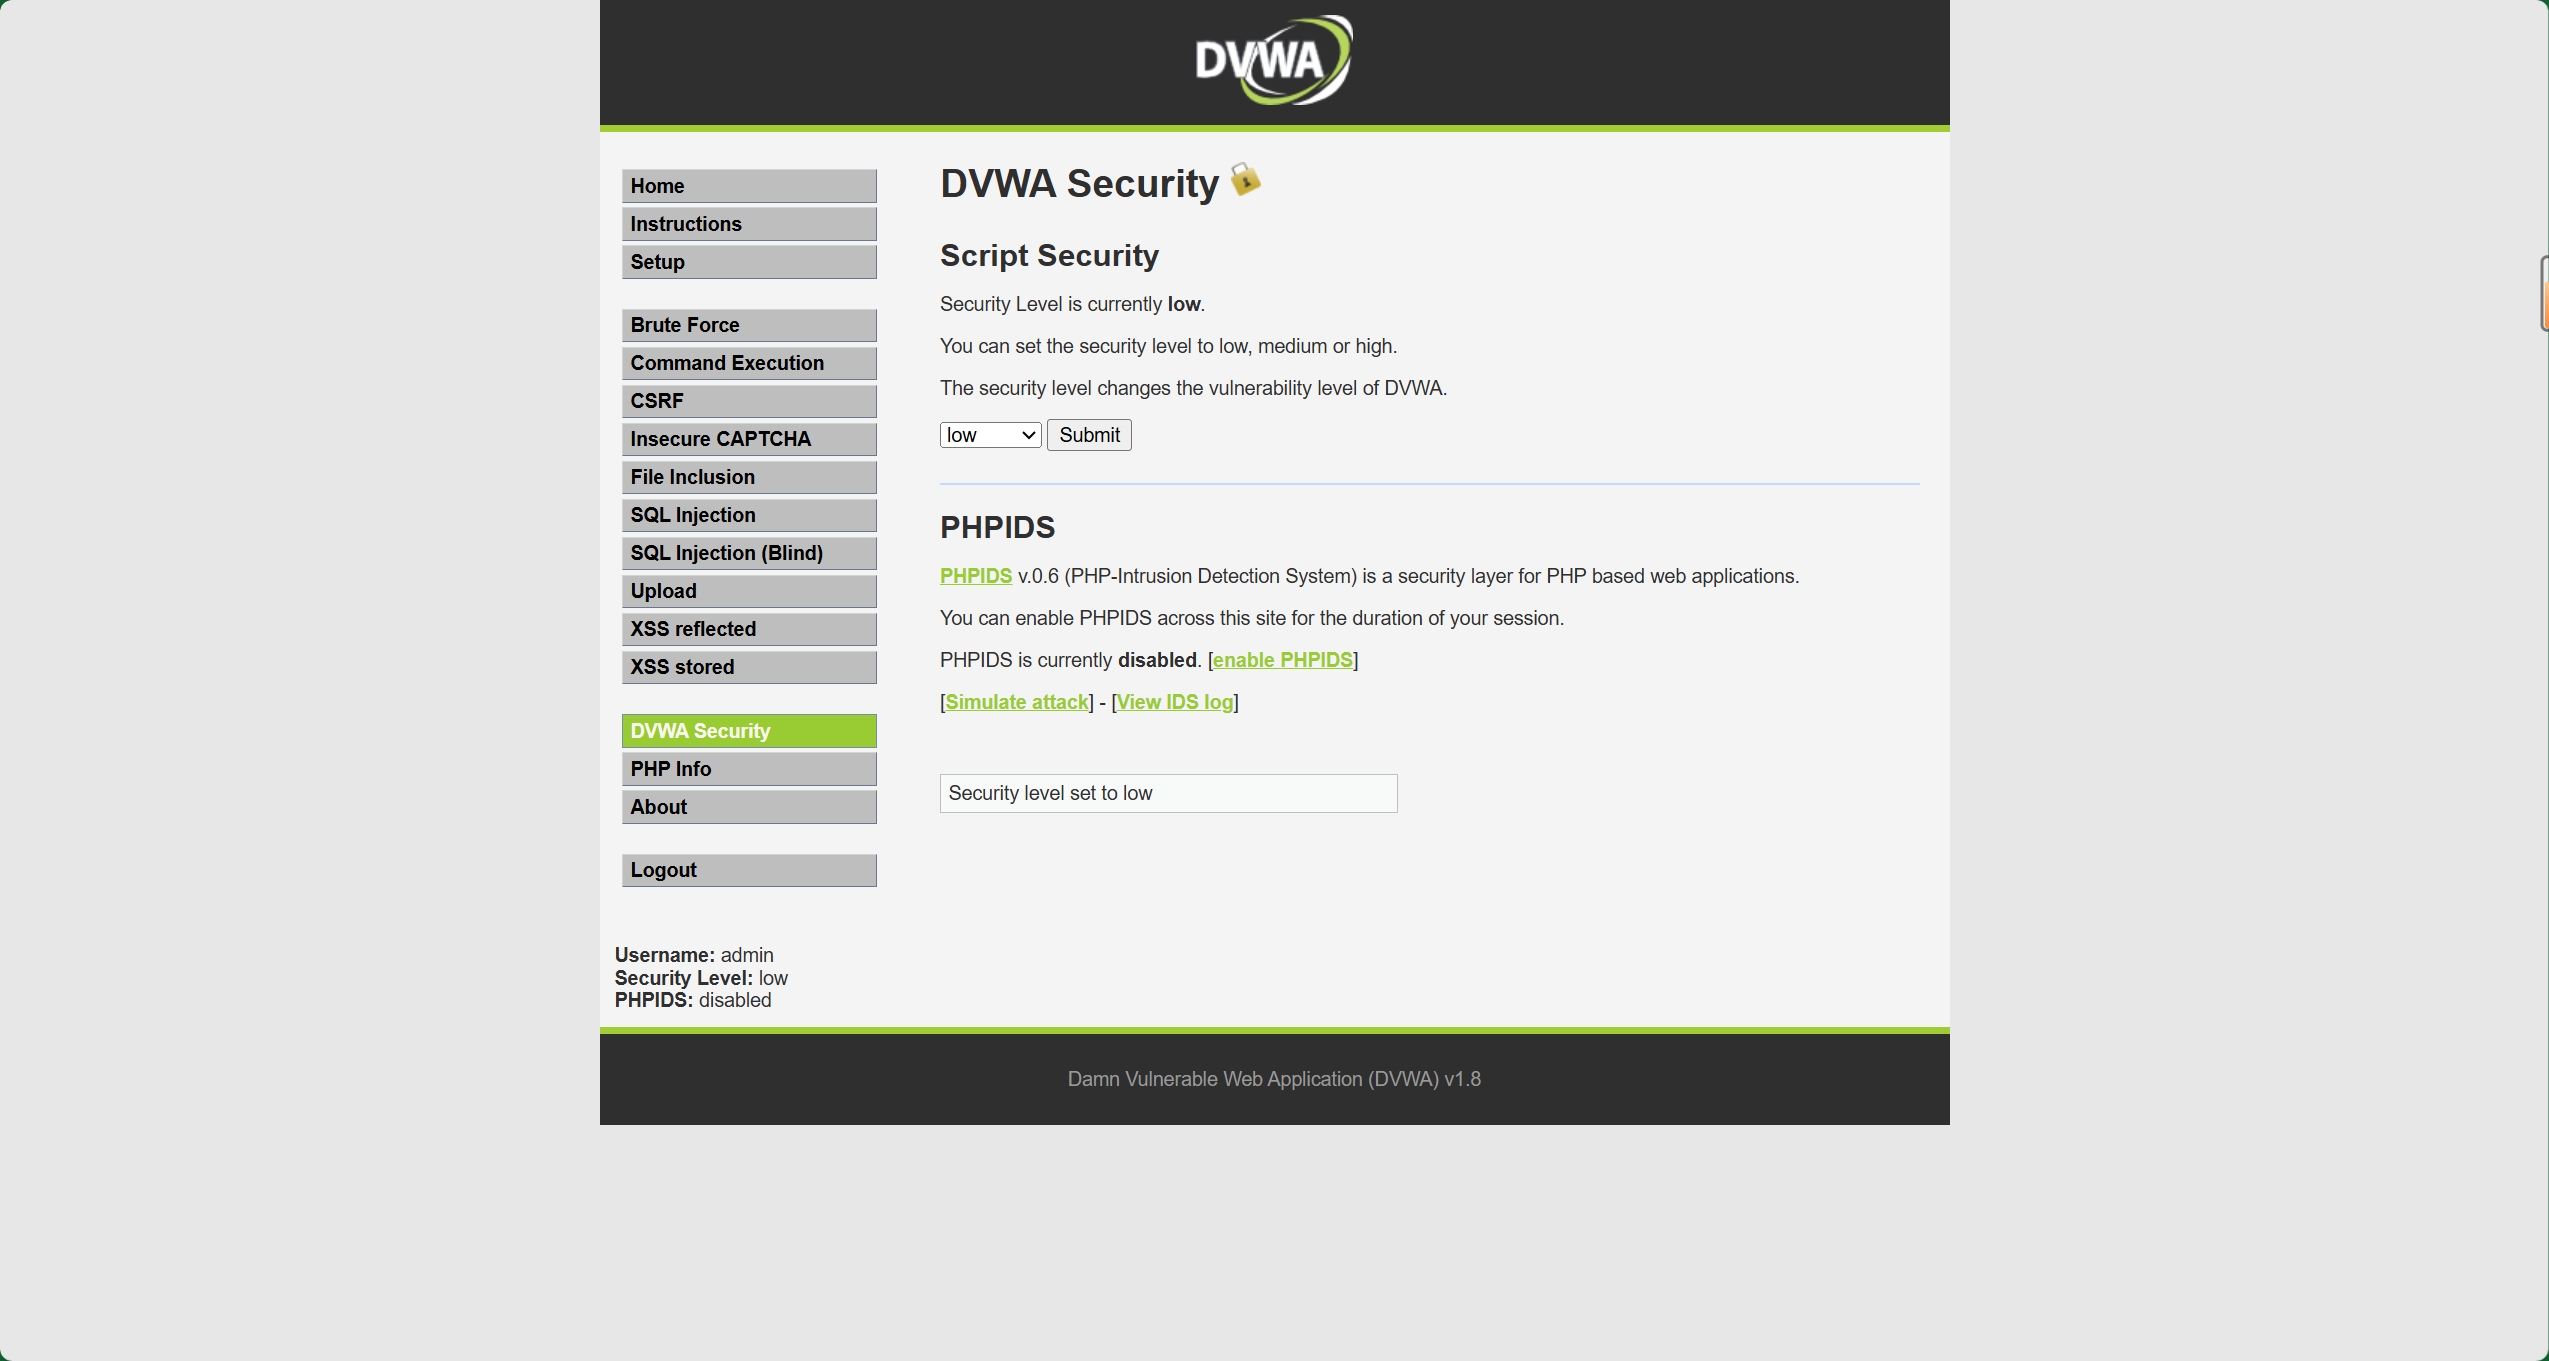 DVWA
Home
Instructions
Setup
Brute Force
Command Execution
CSRF
Insecure CAPTCHA
File Inclusion
SQL Injection
SQL Injection (Blind)
Upload
XSS reflected
XSS stored
DVWA Security
PHP Info
About
Logout
Username: admin
Security Level: low
PHPIDS: disabled
DVWA Security
Script Security
Security Level is currently low.
You can set the security level to low, medium or high.
The security level changes the vulnerability level of DVWA.
low Submit
PHPIDS
PHPIDS v.0.6 (PHP-Intrusion Detection System) is a security layer for PHP based web applications.
You can enable PHPIDS across this site for the duration of your session.
PHPIDS is currently disabled. [enable PHPIDS]
[Simulate attack] - [View IDS log]
Security level set to low
Damn Vulnerable Web Application (DVWA) v1.8